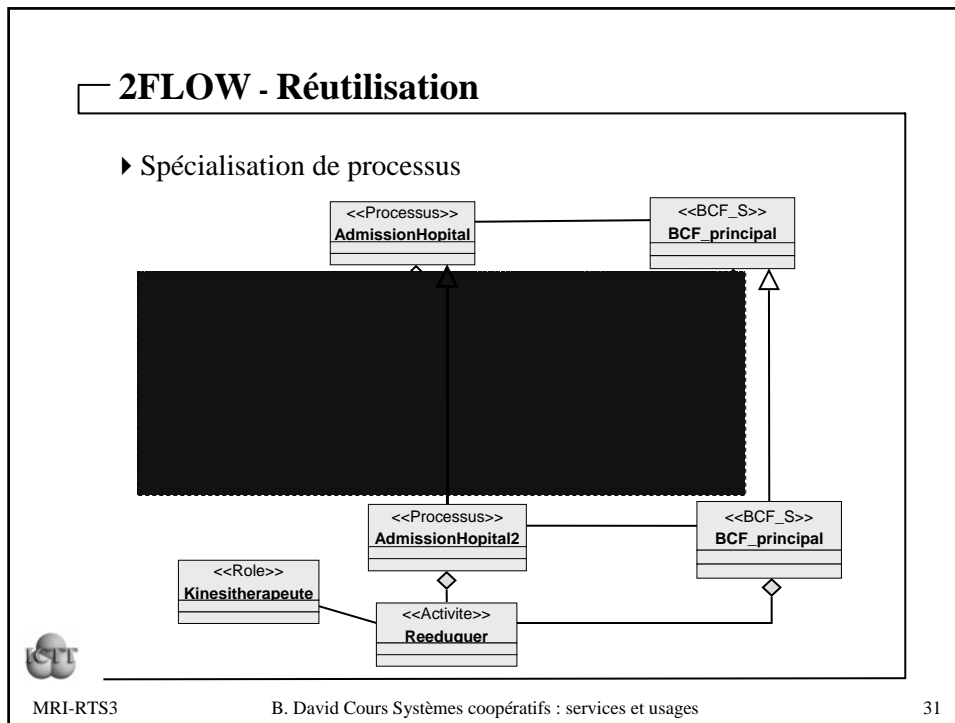 2FLOW - Réutilisation
Spécialisation de processus
<<Processus>>
AdmissionHopital
<<BCF_S>>
BCF_principal
<<Processus>>
AdmissionHopital2
<<BCF_S>>
BCF_principal
<<Role>>
Kinesitherapeute
<<Activite>>
Reeduquer
ICTT
MRI-RTS3
B. David Cours Systèmes coopératifs : services et usages
31